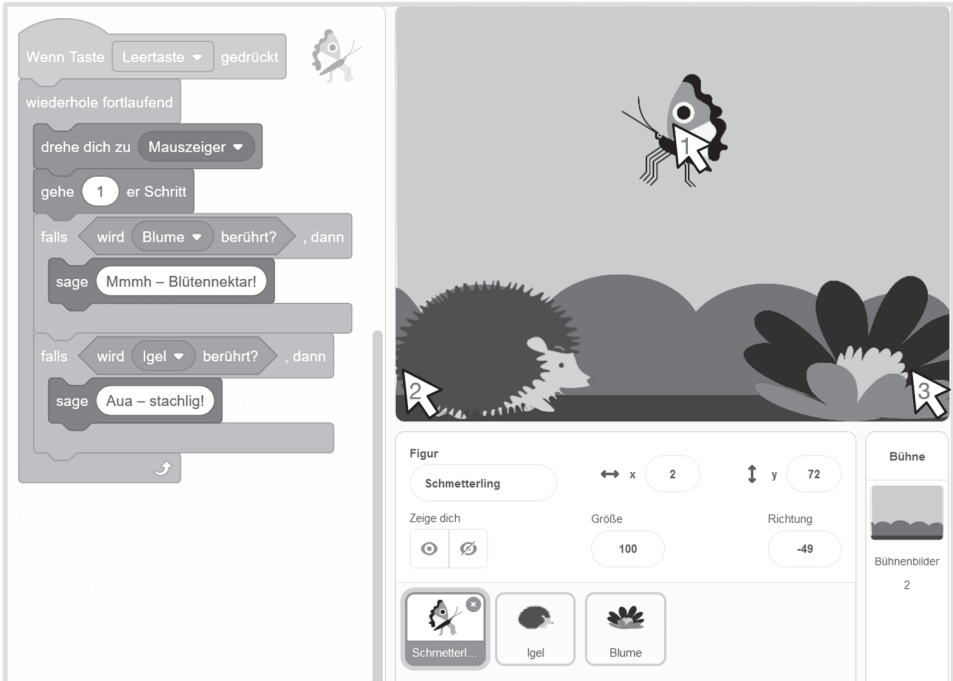 Wenn Taste Leertaste gedrückt
wiederhole fortlaufend
drehe dich zu Mauszeiger
gehe 1 er Schritt
falls wird Blume berührt? , dann
sage Mmmh – Blütennektar!
falls wird Igel berührt? , dann
sage Aua – stachlig!
1
2
3
Figur
Schmetterling
x 2
y 72
Zeige dich
Größe
100
Richtung
-49
Schmetterl...
Igel
Blume
Bühne
Bühnenbilder
2